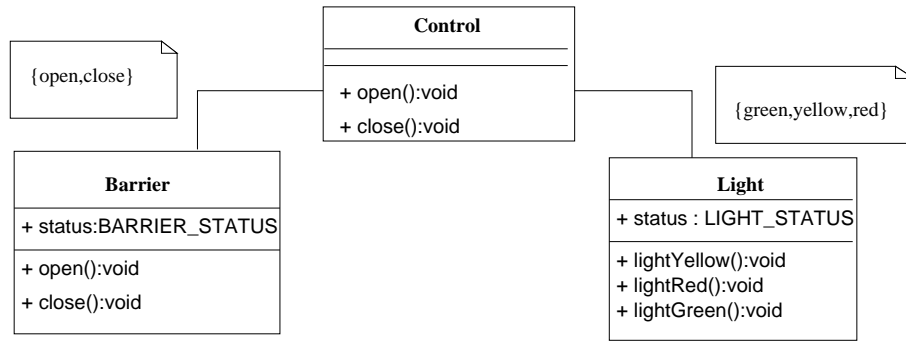 Control
{open,close}
+ open():void
+ close():void
{green,yellow,red}
Barrier
+ status:BARRIER_STATUS
+ open():void
+ close():void
Light
+ status : LIGHT_STATUS
+ lightYellow():void
+ lightRed():void
+ lightGreen():void